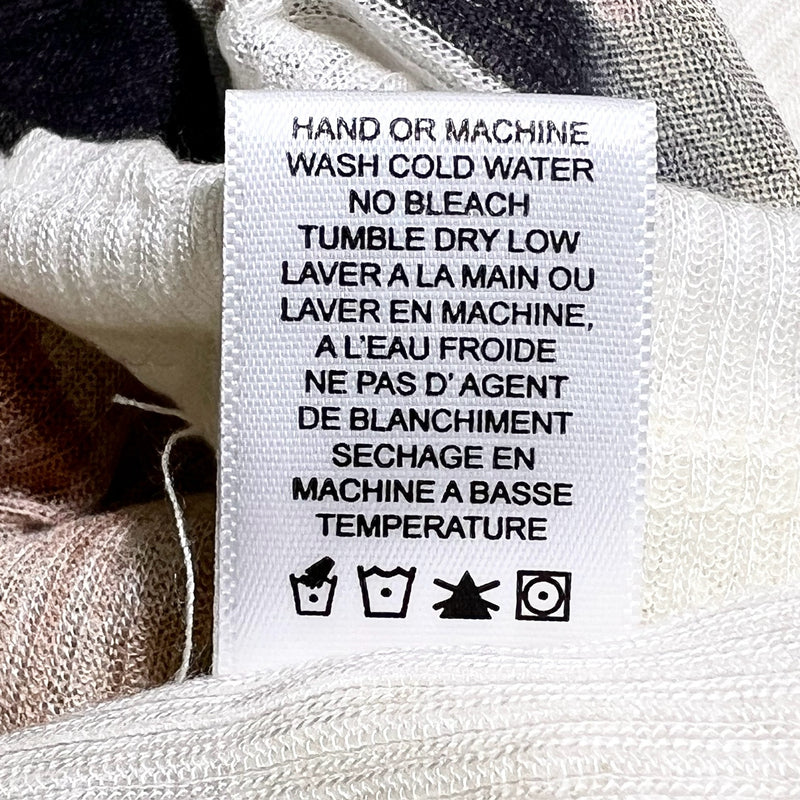 HAND OR MACHINE
WASH COLD WATER
NO BLEACH
TUMBLE DRY LOW
LAVER A LA MAIN OU
LAVER EN MACHINE,
A L'EAU FROIDE
NE PAS D' AGENT
DE BLANCHIMENT
SECHAGE EN
MACHINE A BASSE
TEMPERATURE